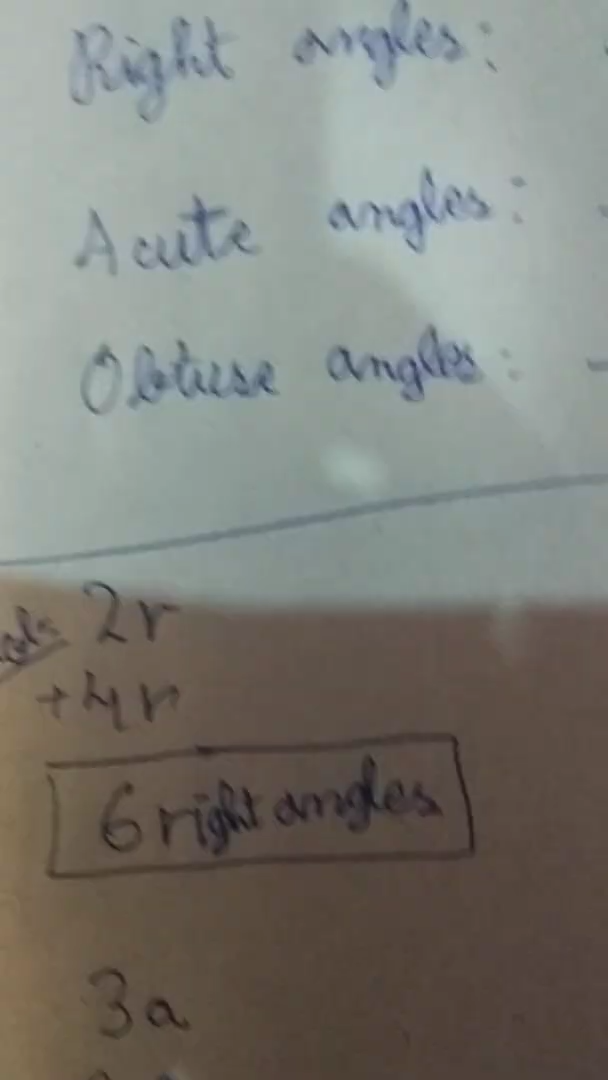 Right angles:
Acute angles:
Obtuse angles: -
2r
+4r
6 right angles
3a